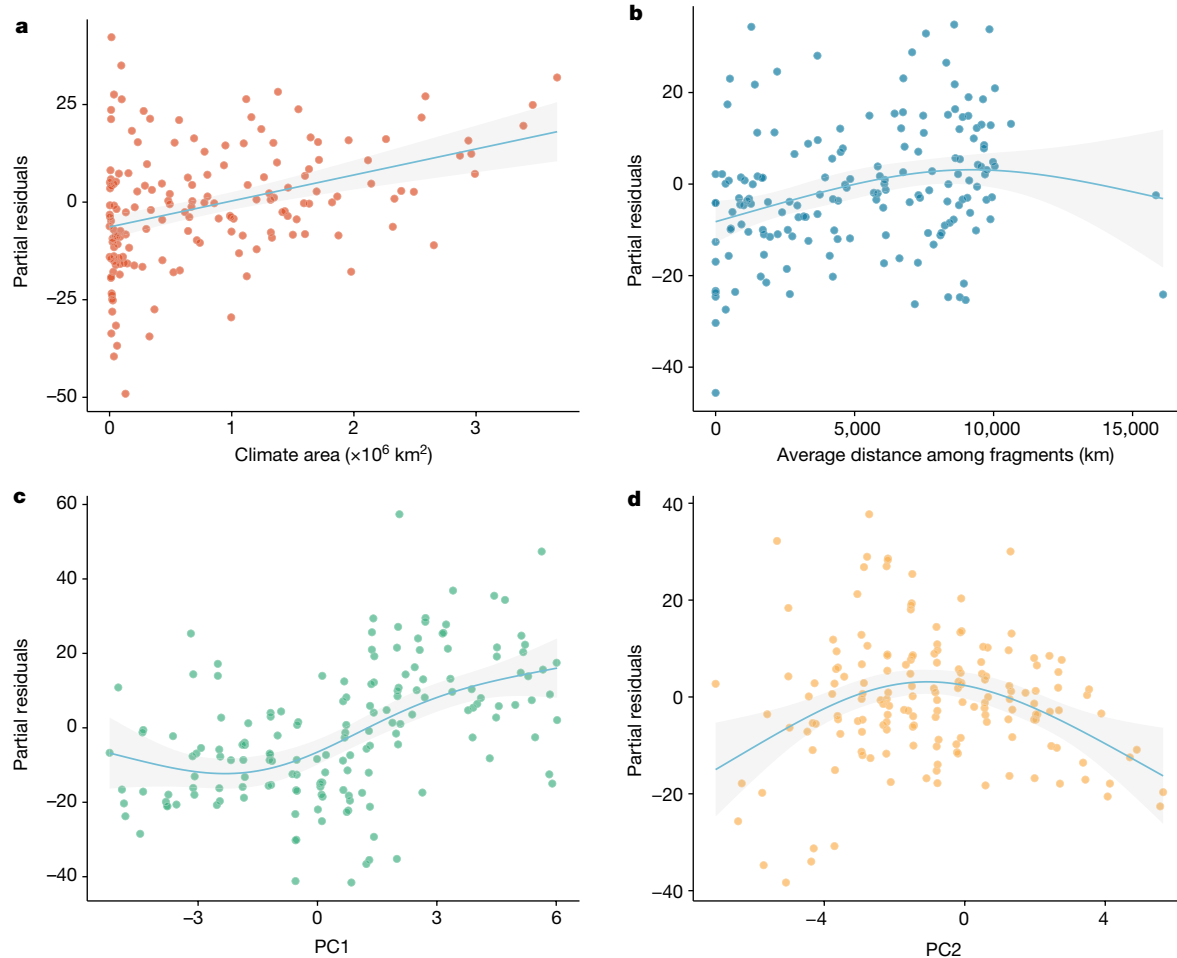 a
Partial residuals
25
0
−25
−50
0
1
2
3
Climate area (×10⁶ km²)
b
Partial residuals
20
0
−20
−40
0
5,000
10,000
15,000
Average distance among fragments (km)
c
Partial residuals
60
40
20
0
−20
−40
−3
0
3
6
PC1
d
Partial residuals
40
20
0
−20
−40
−4
0
4
PC2